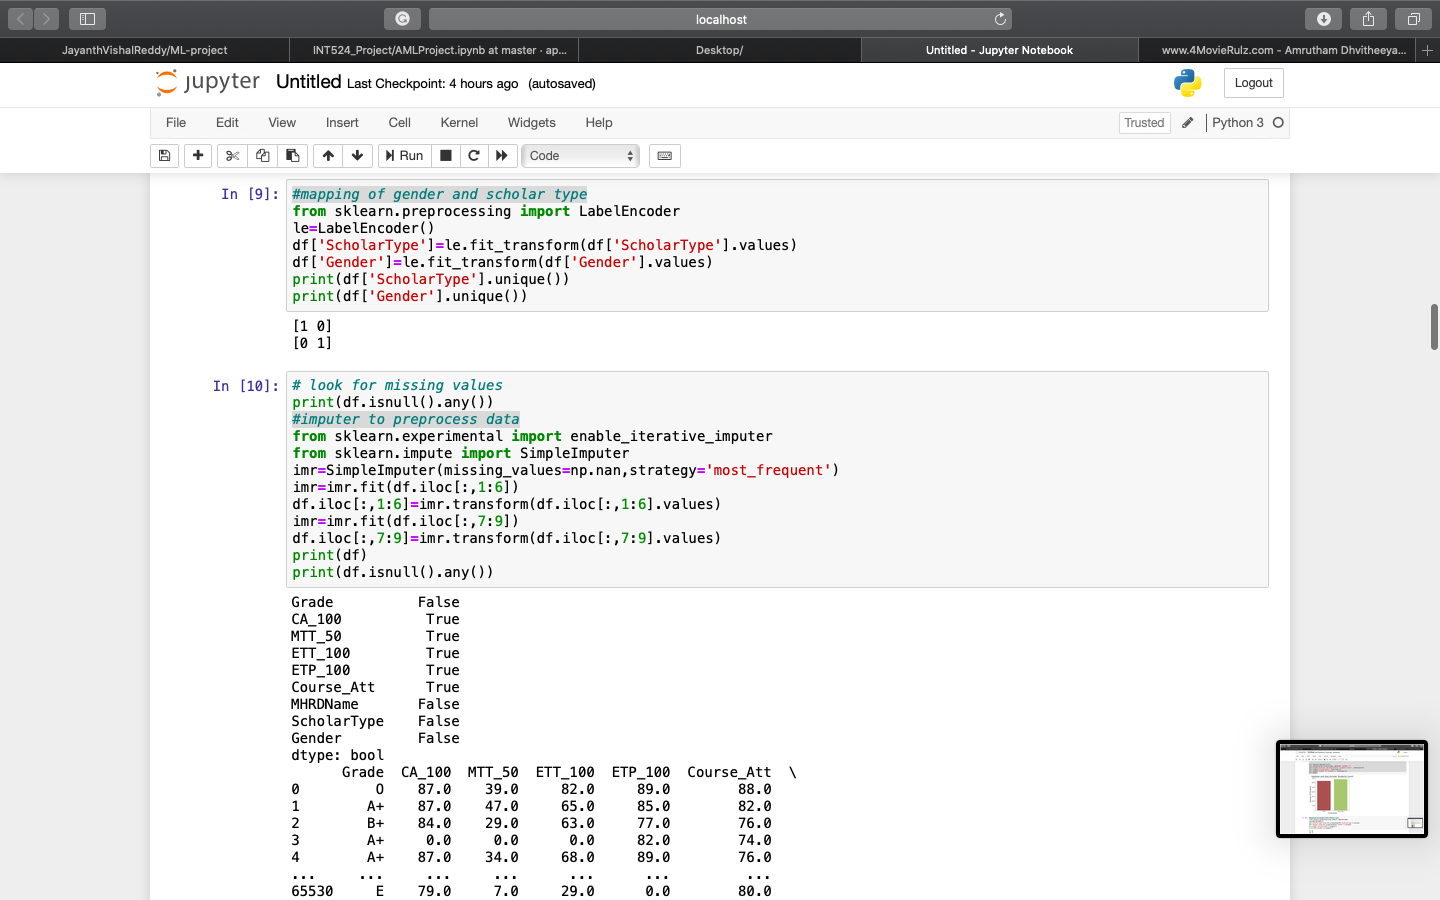 localhost
JayanthVishalReddy/ML-project
INT524_Project/AMLProject.ipynb at master · ap...
Desktop/
Untitled - Jupyter Notebook
www.4MovieRulz.com - Amrutham Dhvitheeya...
jupyter Untitled Last Checkpoint: 4 hours ago (autosaved)
Logout
File Edit View Insert Cell Kernel Widgets Help
Trusted
Python 3
Run
Code
In [9]:
#mapping of gender and scholar type
from sklearn.preprocessing import LabelEncoder
le=LabelEncoder()
df['ScholarType']=le.fit_transform(df['ScholarType'].values)
df['Gender']=le.fit_transform(df['Gender'].values)
print(df['ScholarType'].unique())
print(df['Gender'].unique())
[1 0]
[0 1]
In [10]:
# look for missing values
print(df.isnull().any())
#imputer to preprocess data
from sklearn.experimental import enable_iterative_imputer
from sklearn.impute import SimpleImputer
imr=SimpleImputer(missing_values=np.nan,strategy='most_frequent')
imr=imr.fit(df.iloc[:,1:6])
df.iloc[:,1:6]=imr.transform(df.iloc[:,1:6].values)
imr=imr.fit(df.iloc[:,7:9])
df.iloc[:,7:9]=imr.transform(df.iloc[:,7:9].values)
print(df)
print(df.isnull().any())
Grade False
CA_100 True
MTT_50 True
ETT_100 True
ETP_100 True
Course_Att True
MHRDName False
ScholarType False
Gender False
dtype: bool
Grade CA_100 MTT_50 ETT_100 ETP_100 Course_Att \
0 O 87.0 39.0 82.0 89.0 88.0
1 A+ 87.0 47.0 65.0 85.0 82.0
2 B+ 84.0 29.0 63.0 77.0 76.0
3 A+ 0.0 0.0 0.0 82.0 74.0
4 A+ 87.0 34.0 68.0 89.0 76.0
... ... ... ... ... ... ...
65530 E 79.0 7.0 29.0 0.0 80.0